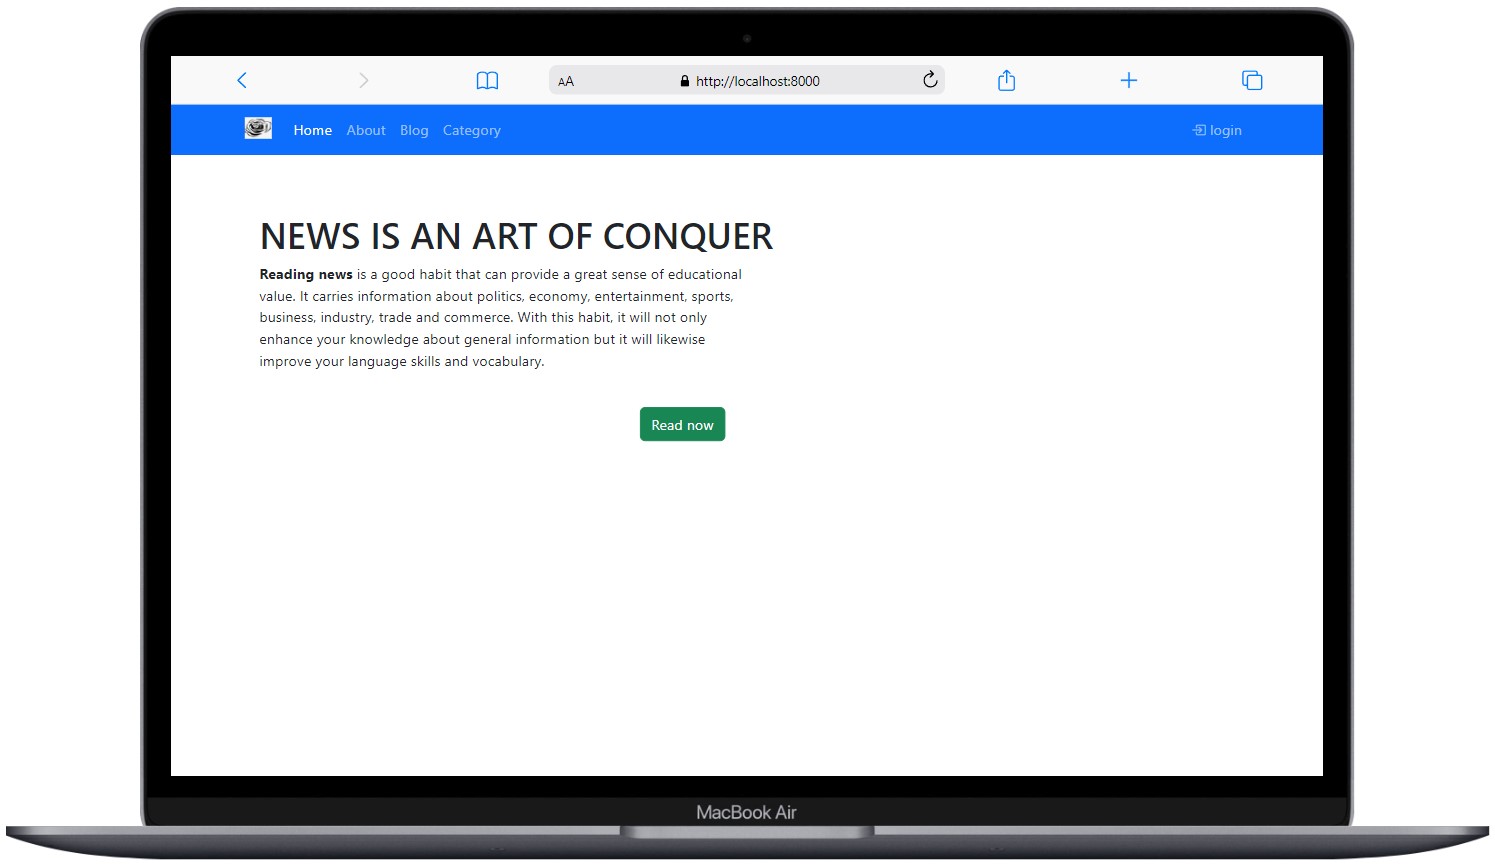 AA http://localhost:8000
Home About Blog Category login
NEWS IS AN ART OF CONQUER
Reading news is a good habit that can provide a great sense of educational
value. It carries information about politics, economy, entertainment, sports,
business, industry, trade and commerce. With this habit, it will not only
enhance your knowledge about general information but it will likewise
improve your language skills and vocabulary.
Read now
MacBook Air